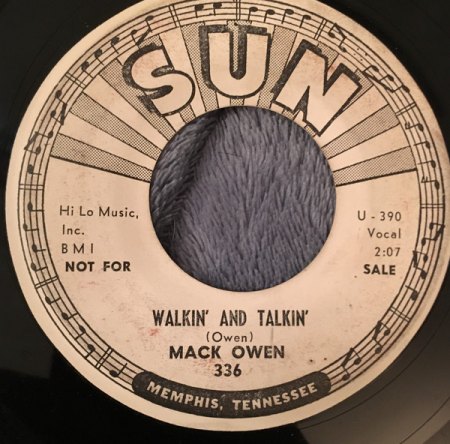 SUN
Hi Lo Music,
Inc.
BMI
NOT FOR
U - 390
Vocal
2:07
SALE
WALKIN' AND TALKIN'
(Owen)
MACK OWEN
336
MEMPHIS, TENNESSEE